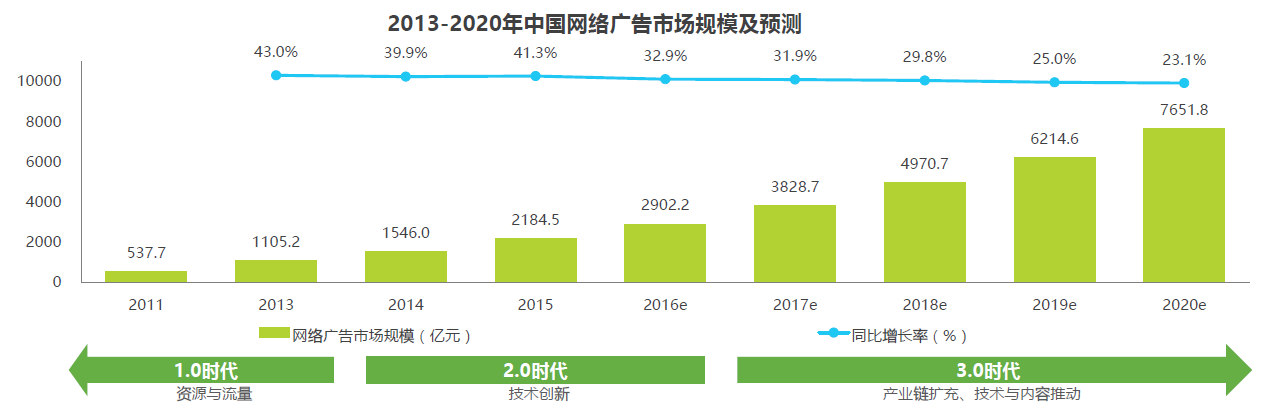 2013-2020年中国网络广告市场规模及预测
43.0% 39.9% 41.3% 32.9% 31.9% 29.8% 25.0% 23.1%
10000
8000
6000
4000
2000
0
537.7 1105.2 1546.0 2184.5 2902.2 3828.7 4970.7 6214.6 7651.8
2011 2013 2014 2015 2016e 2017e 2018e 2019e 2020e
网络广告市场规模（亿元） 同比增长率（%）
1.0时代 2.0时代 3.0时代
资源与流量 技术创新 产业链扩充、技术与内容推动